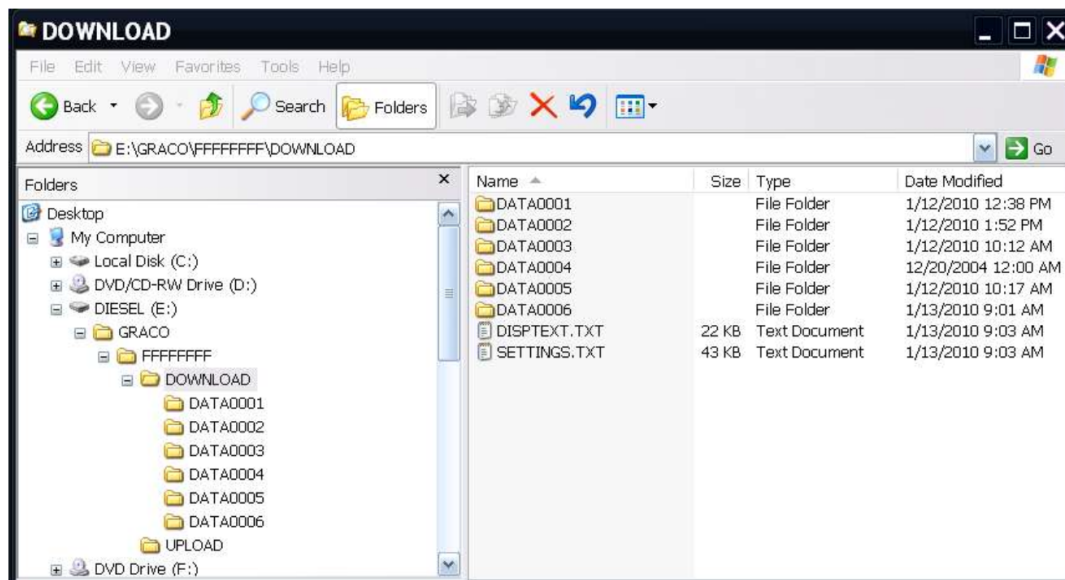 DOWNLOAD
File Edit View Favorites Tools Help
Back Search Folders
Address E:\GRACO\FFFFFFFF\DOWNLOAD Go
Folders
Desktop
My Computer
Local Disk (C:)
DVD/CD-RW Drive (D:)
DIESEL (E:)
GRACO
FFFFFFFF
DOWNLOAD
DATA0001
DATA0002
DATA0003
DATA0004
DATA0005
DATA0006
UPLOAD
DVD Drive (F:)
Name Size Type Date Modified
DATA0001 File Folder 1/12/2010 12:38 PM
DATA0002 File Folder 1/12/2010 1:52 PM
DATA0003 File Folder 1/12/2010 10:12 AM
DATA0004 File Folder 12/20/2004 12:00 AM
DATA0005 File Folder 1/12/2010 10:17 AM
DATA0006 File Folder 1/13/2010 9:01 AM
DISPTEXT.TXT 22 KB Text Document 1/13/2010 9:03 AM
SETTINGS.TXT 43 KB Text Document 1/13/2010 9:03 AM